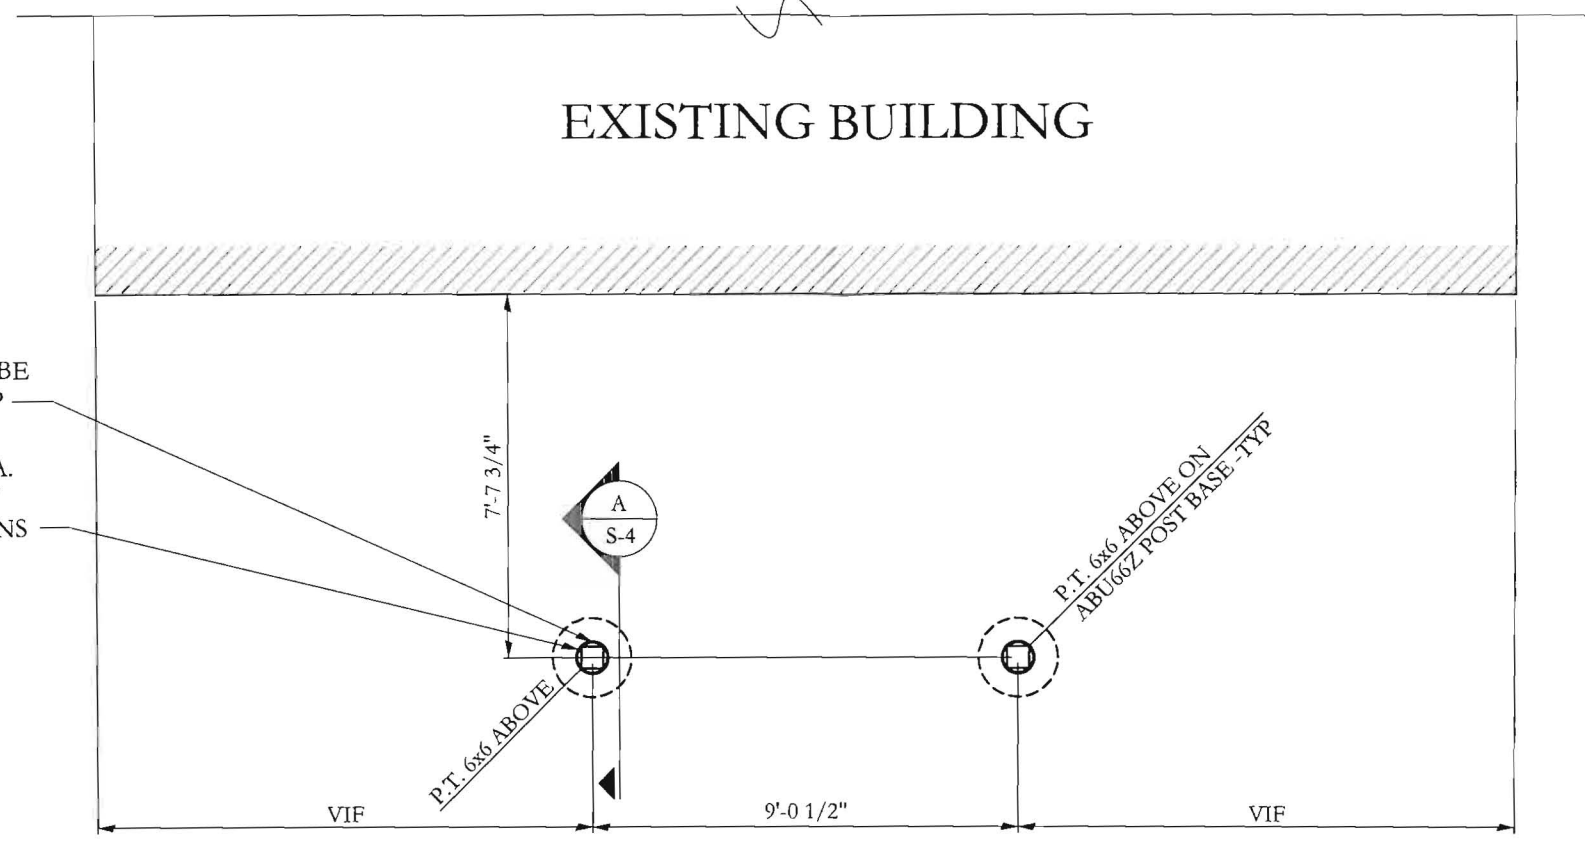 EXISTING BUILDING
BE
A.
NS
7'-7 3/4"
A
S-4
P.T. 6x6 ABOVE ON
ABU66Z POST BASE -TYP
P.T. 6x6 ABOVE
VIF
9'-0 1/2"
VIF